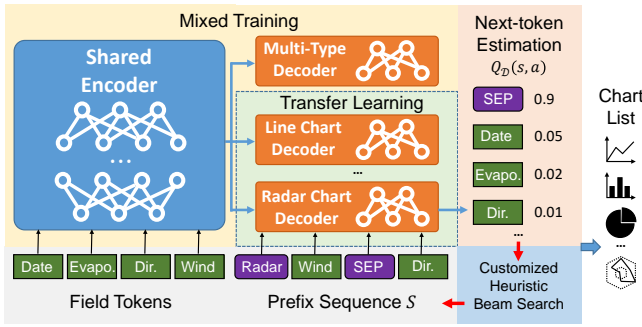 Mixed Training
Shared
Encoder
...
Multi-Type
Decoder
Transfer Learning
Line Chart
Decoder
...
Radar Chart
Decoder
Next-token
Estimation
Q_D(s, a)
SEP 0.9
Date 0.05
Evapo. 0.02
Dir. 0.01
...
Chart
List
...
Date Evapo. Dir. Wind
Radar Wind SEP Dir.
Field Tokens
Prefix Sequence S
Customized
Heuristic
Beam Search